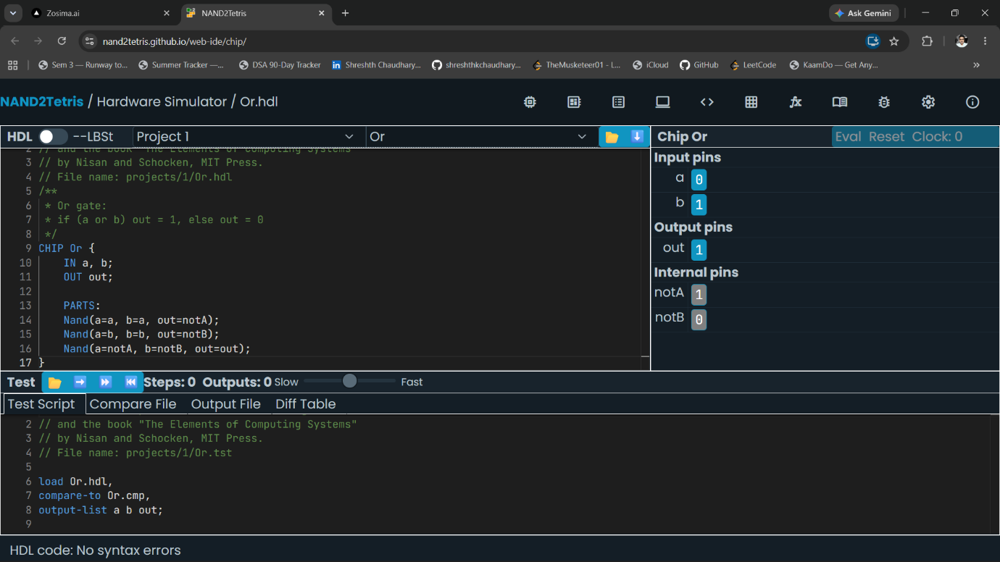 Zosima.ai
NAND2Tetris
Ask Gemini
nand2tetris.github.io/web-ide/chip/
Sem 3 — Runway to...
Summer Tracker —...
DSA 90-Day Tracker
Shreshth Chaudhary...
shreshthkchaudhary...
TheMusketeer01 - L...
iCloud
GitHub
LeetCode
KaamDo — Get Any...
NAND2Tetris / Hardware Simulator / Or.hdl
HDL --LBSt Project 1 Or
2 // and the book "The Elements of Computing Systems"
3 // by Nisan and Schocken, MIT Press.
4 // File name: projects/1/Or.hdl
5 /**
6 * Or gate:
7 * if (a or b) out = 1, else out = 0
8 */
9 CHIP Or {
10 IN a, b;
11 OUT out;
12
13 PARTS:
14 Nand(a=a, b=a, out=notA);
15 Nand(a=b, b=b, out=notB);
16 Nand(a=notA, b=notB, out=out);
17 }
Chip Or Eval Reset Clock: 0
Input pins
a 0
b 1
Output pins
out 1
Internal pins
notA 1
notB 0
Test Steps: 0 Outputs: 0 Slow Fast
Test Script Compare File Output File Diff Table
2 // and the book "The Elements of Computing Systems"
3 // by Nisan and Schocken, MIT Press.
4 // File name: projects/1/Or.tst
5
6 load Or.hdl,
7 compare-to Or.cmp,
8 output-list a b out;
9
HDL code: No syntax errors